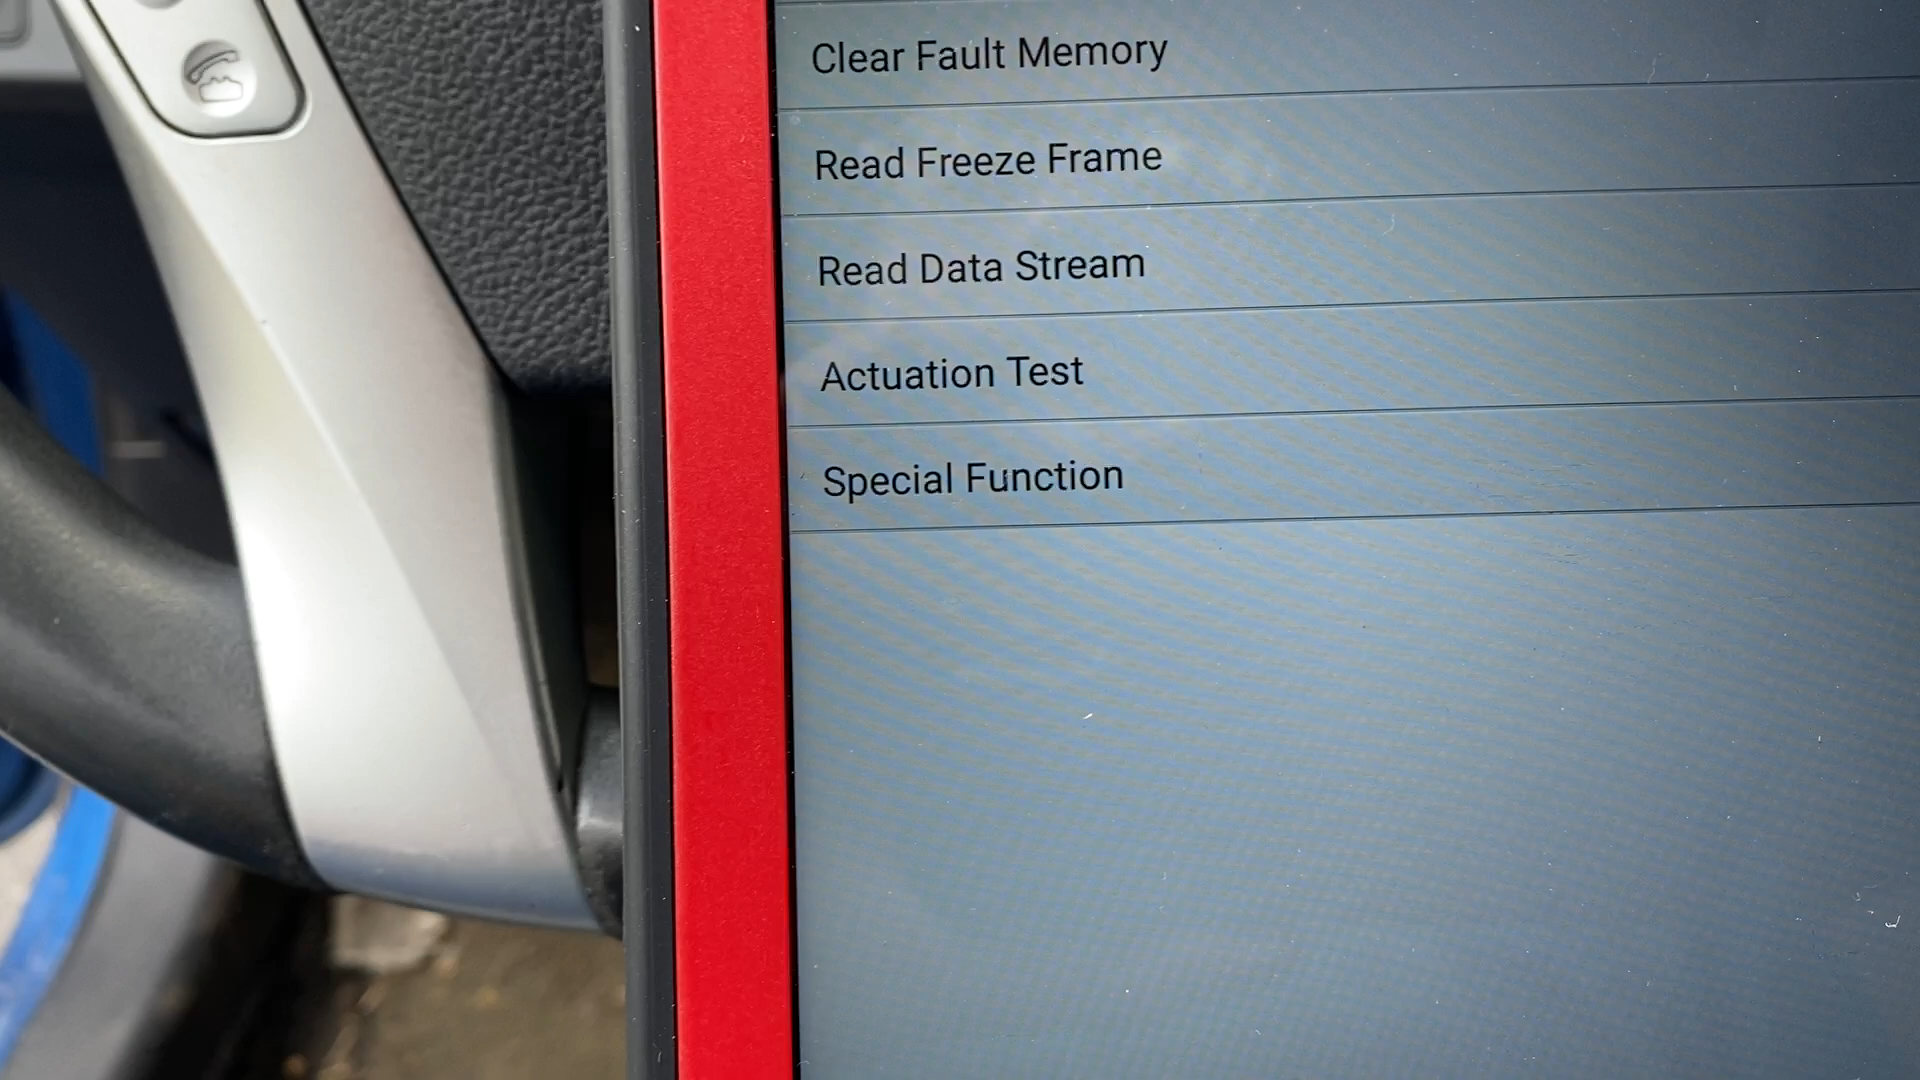 Clear Fault Memory
Read Freeze Frame
Read Data Stream
Actuation Test
Special Function